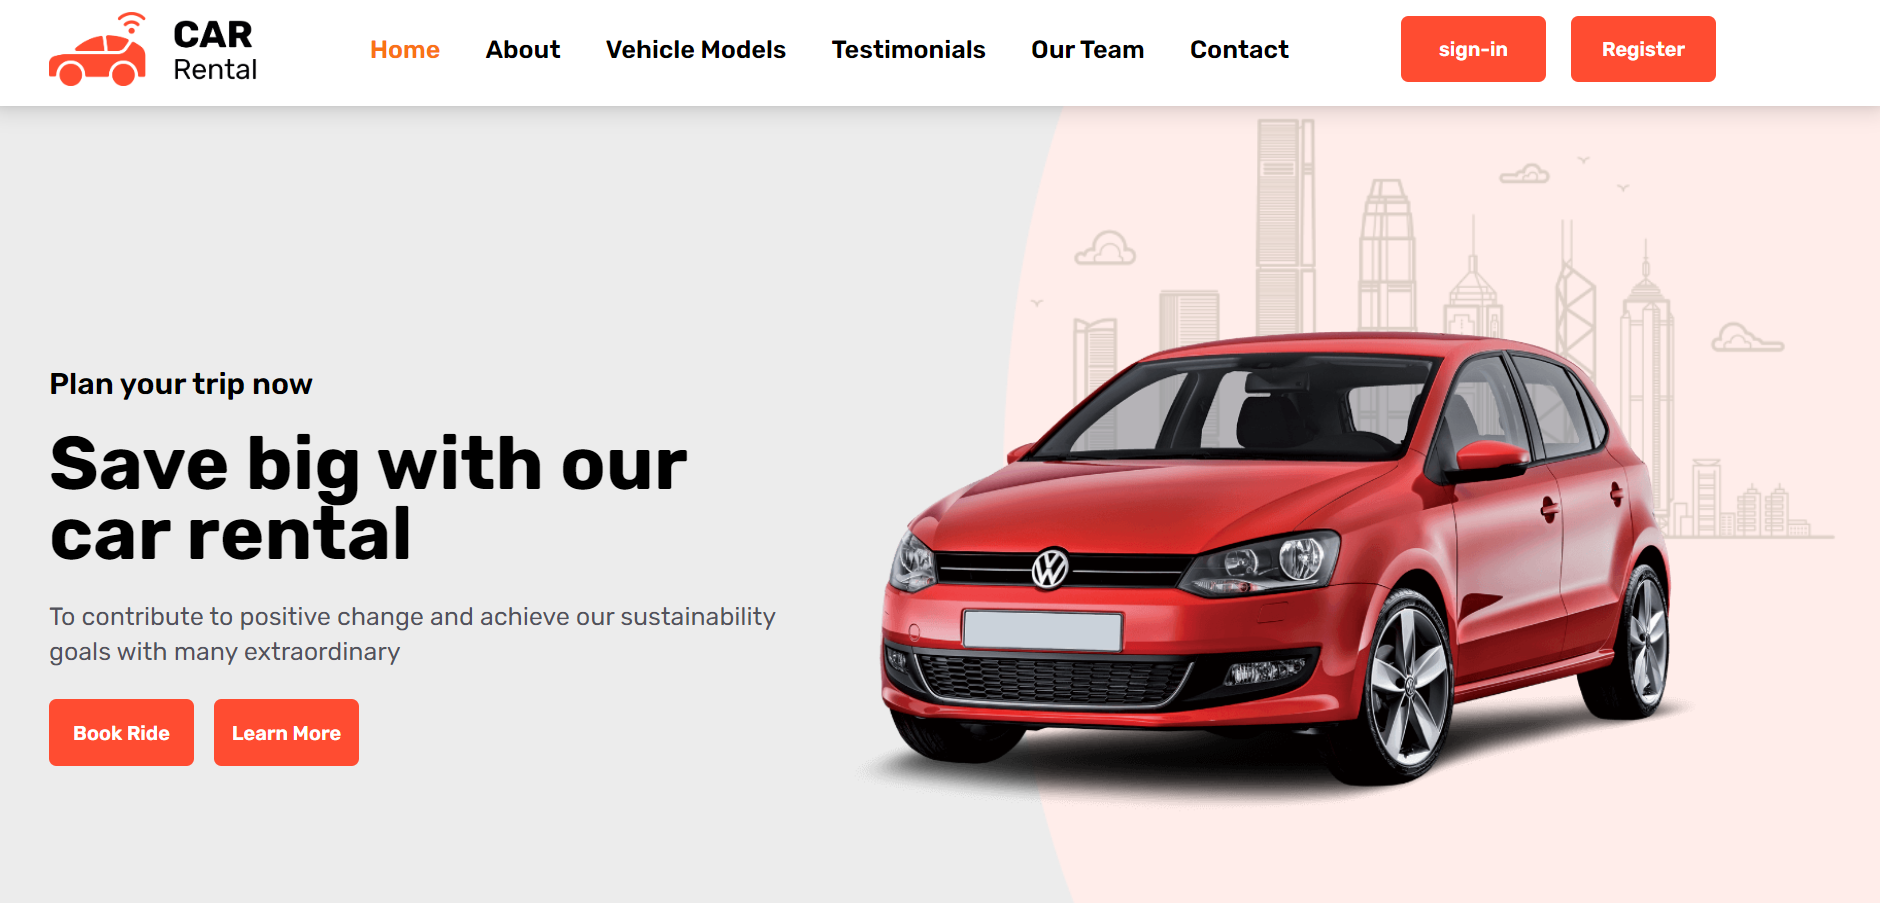 CAR
Rental
Home About Vehicle Models Testimonials Our Team Contact sign-in Register
Plan your trip now
Save big with our
car rental
To contribute to positive change and achieve our sustainability
goals with many extraordinary
Book Ride Learn More